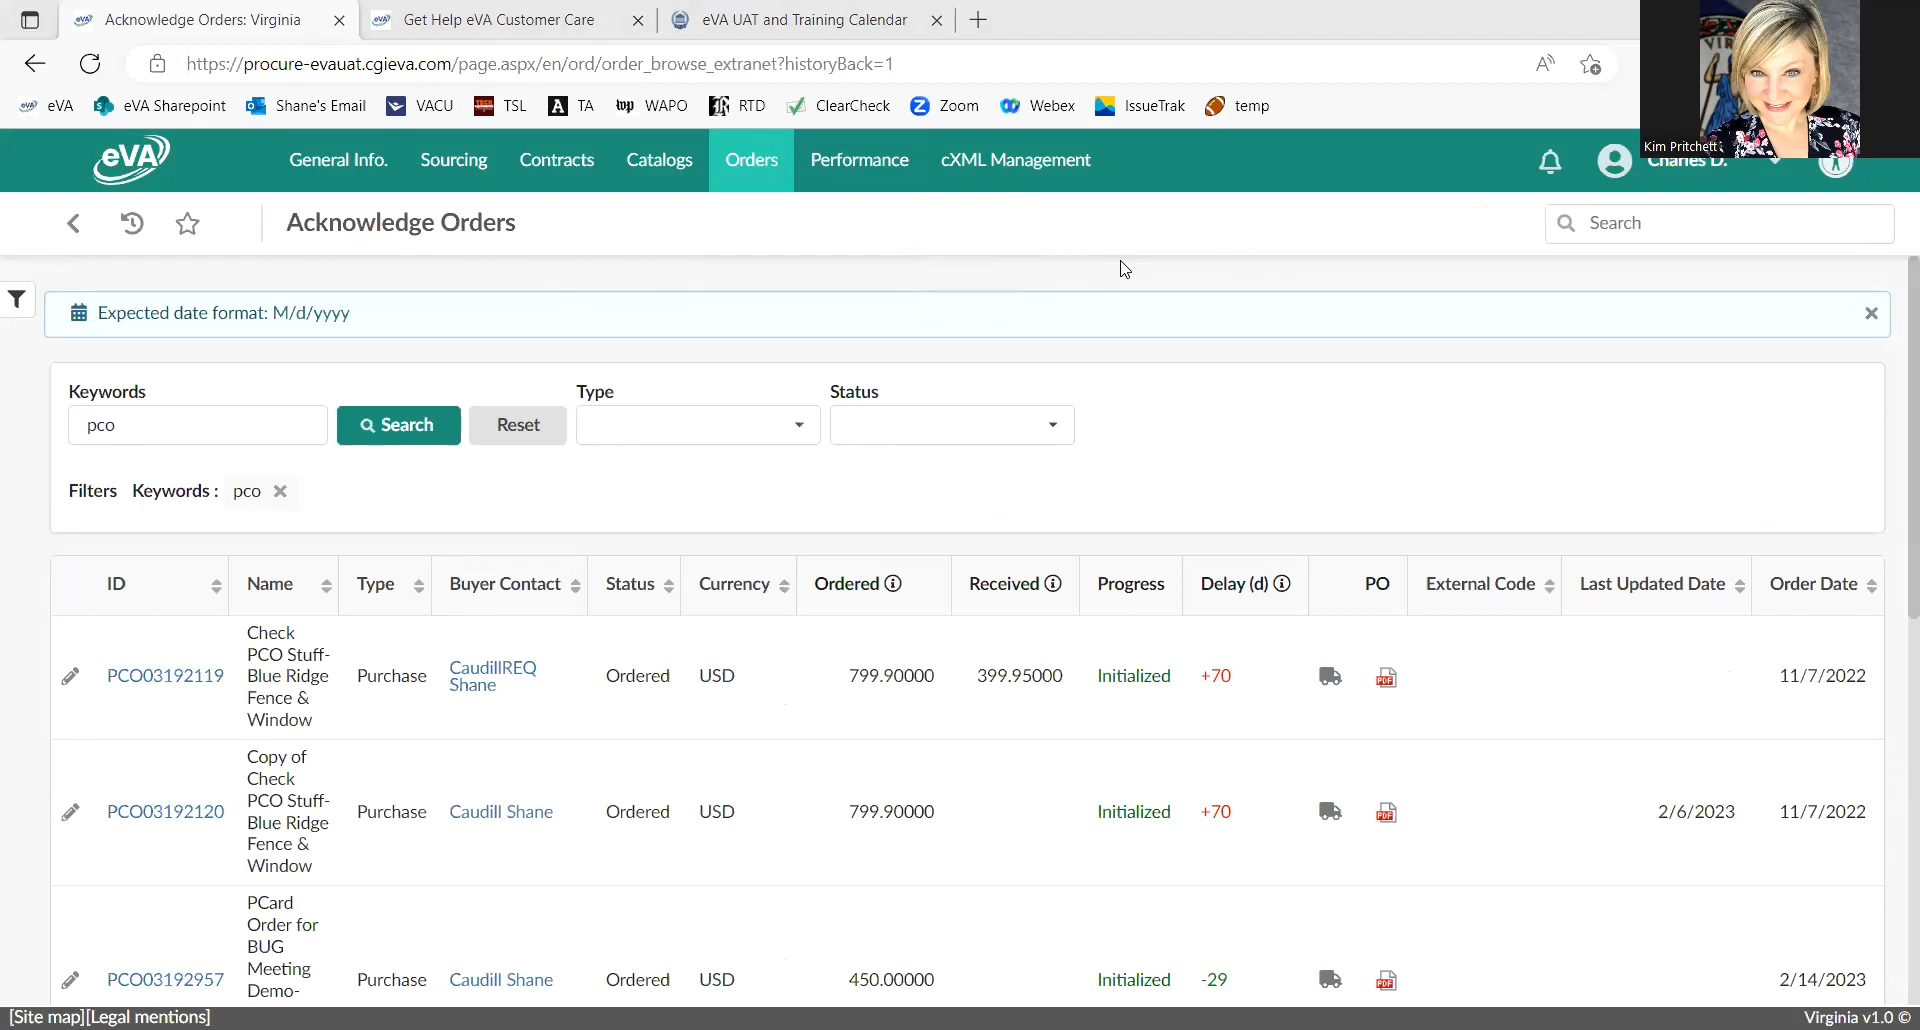 Acknowledge Orders: Virginia
Get Help eVA Customer Care
eVA UAT and Training Calendar
https://procure-evauat.cgieva.com/page.aspx/en/ord/order_browse_extranet?historyBack=1
eVA eVA Sharepoint Shane's Email VACU TSL TA WAPO RTD ClearCheck Zoom Webex IssueTrak temp
Kim Pritchett
eVA General Info. Sourcing Contracts Catalogs Orders Performance cXML Management Charles D.
Acknowledge Orders Search
Expected date format: M/d/yyyy
Keywords Type Status
pco Search Reset
Filters Keywords : pco
ID Name Type Buyer Contact Status Currency Ordered Received Progress Delay (d) PO External Code Last Updated Date Order Date
Check
PCO Stuff-
Blue Ridge
Fence &
Window
PCO03192119 Purchase CaudillREQ Shane Ordered USD 799.90000 399.95000 Initialized +70 PDF 11/7/2022
Copy of
Check
PCO Stuff-
Blue Ridge
Fence &
Window
PCO03192120 Purchase Caudill Shane Ordered USD 799.90000 Initialized +70 PDF 2/6/2023 11/7/2022
PCard
Order for
BUG
Meeting
Demo-
PCO03192957 Purchase Caudill Shane Ordered USD 450.00000 Initialized -29 PDF 2/14/2023
[Site map][Legal mentions] Virginia v1.0 ©